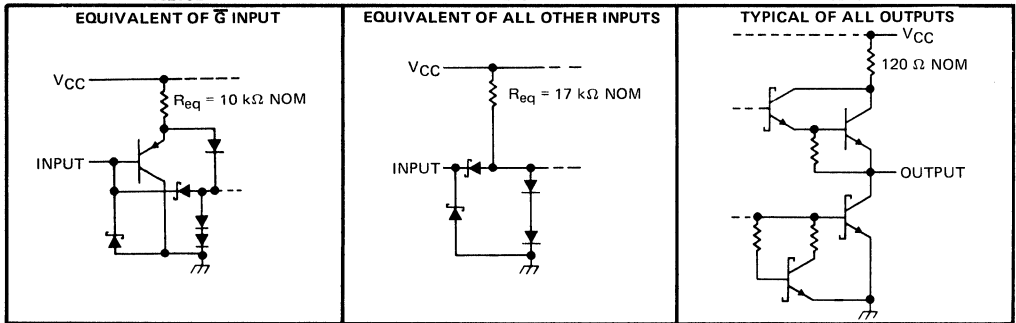 EQUIVALENT OF G̅ INPUT
VCC
Req = 10 kΩ NOM
INPUT
EQUIVALENT OF ALL OTHER INPUTS
VCC
Req = 17 kΩ NOM
INPUT
TYPICAL OF ALL OUTPUTS
VCC
120 Ω NOM
OUTPUT